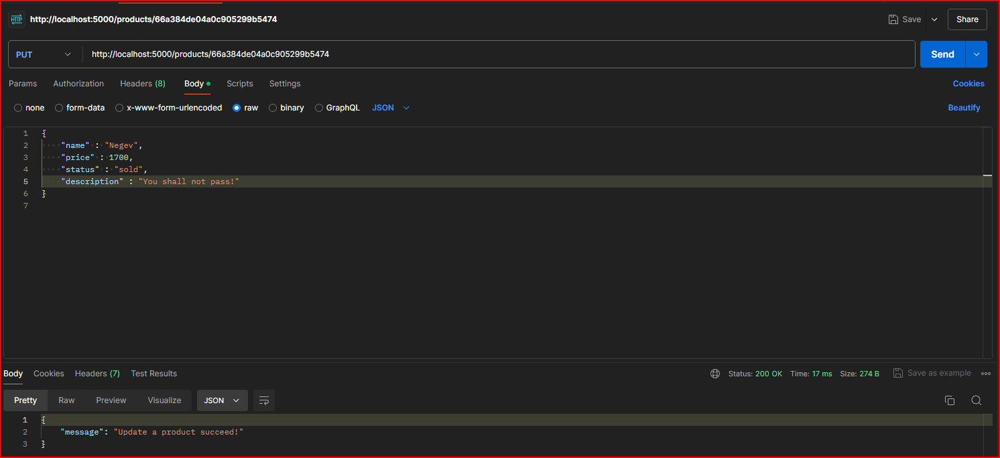 HTTP http://localhost:5000/products/66a384de04a0c905299b5474 Save Share
PUT http://localhost:5000/products/66a384de04a0c905299b5474 Send
Params Authorization Headers (8) Body Scripts Settings Cookies
none form-data x-www-form-urlencoded raw binary GraphQL JSON Beautify
1 {
2 "name" : "Negev",
3 "price" : 1700,
4 "status" : "sold",
5 "description" : "You shall not pass!"
6 }
7
Body Cookies Headers (7) Test Results Status: 200 OK Time: 17 ms Size: 274 B Save as example
Pretty Raw Preview Visualize JSON
1 {
2 "message": "Update a product succeed!"
3 }